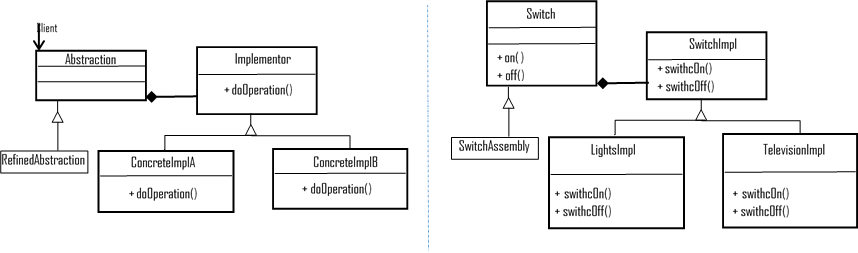 Client
Abstraction
Implementor
+ doOperation()
RefinedAbstraction
ConcreteImplA
+ doOperation()
ConcreteImplB
+ doOperation()
Switch
+ on( )
+ off()
SwitchImpl
+ swithcOn()
+ swithcOff()
SwitchAssembly
LightsImpl
+ swithcOn()
+ swithcOff()
TelevisionImpl
+ swithcOn()
+ swithcOff()